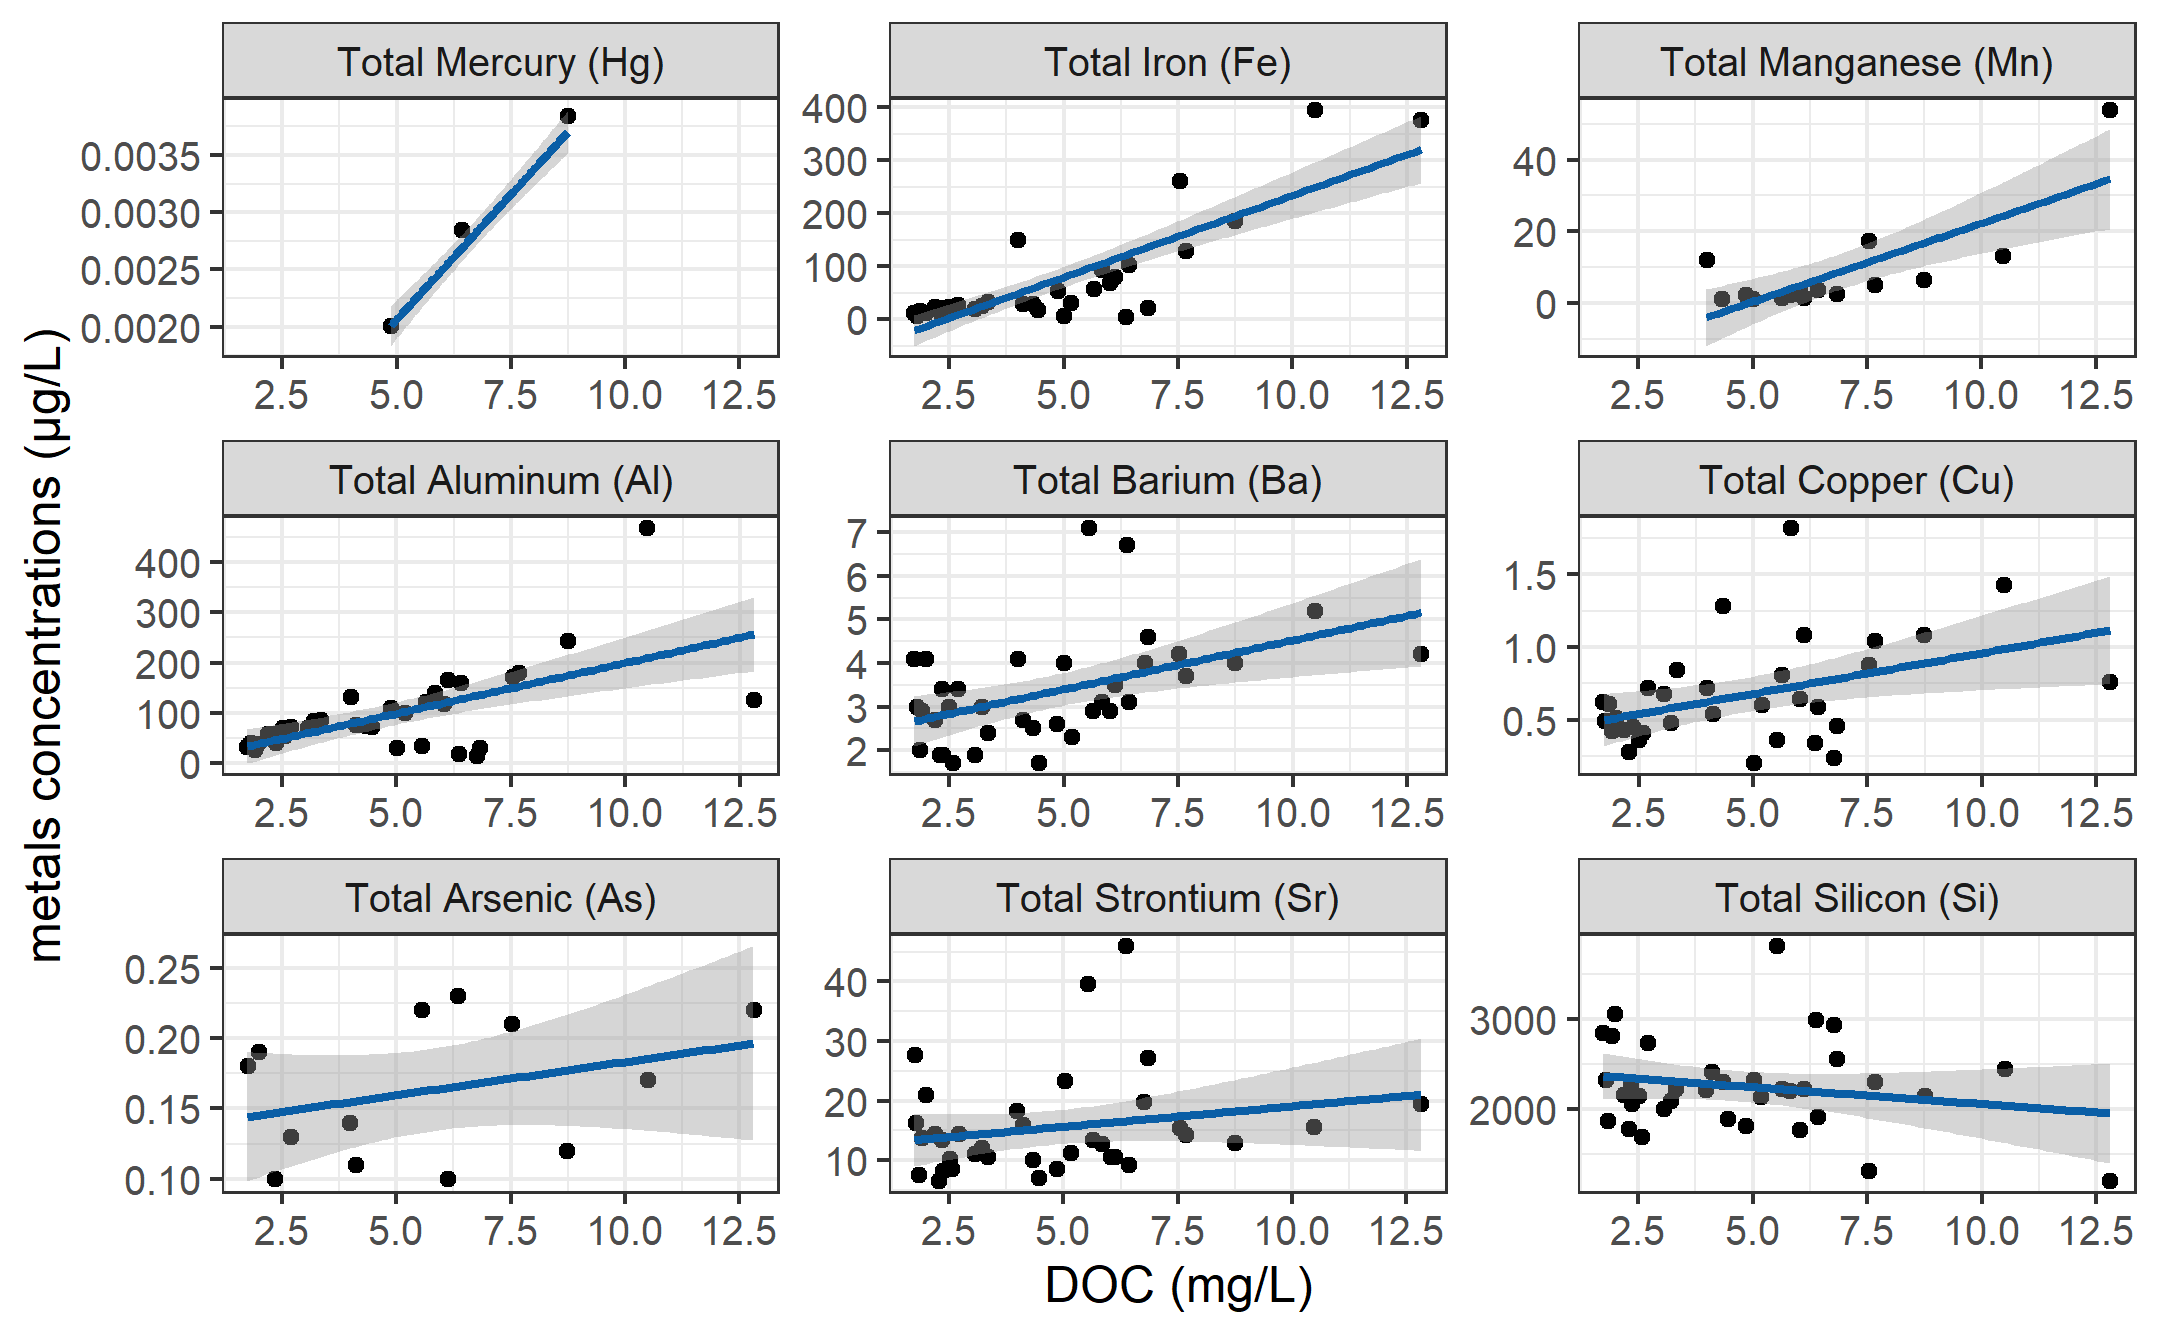 metals concentrations (µg/L)
Total Mercury (Hg)
0.0035
0.0030
0.0025
0.0020
2.5 5.0 7.5 10.0 12.5
Total Iron (Fe)
400
300
200
100
0
2.5 5.0 7.5 10.0 12.5
Total Manganese (Mn)
40
20
0
2.5 5.0 7.5 10.0 12.5
Total Aluminum (Al)
400
300
200
100
0
2.5 5.0 7.5 10.0 12.5
Total Barium (Ba)
7
6
5
4
3
2
2.5 5.0 7.5 10.0 12.5
Total Copper (Cu)
1.5
1.0
0.5
2.5 5.0 7.5 10.0 12.5
Total Arsenic (As)
0.25
0.20
0.15
0.10
2.5 5.0 7.5 10.0 12.5
Total Strontium (Sr)
40
30
20
10
2.5 5.0 7.5 10.0 12.5
Total Silicon (Si)
3000
2000
2.5 5.0 7.5 10.0 12.5
DOC (mg/L)